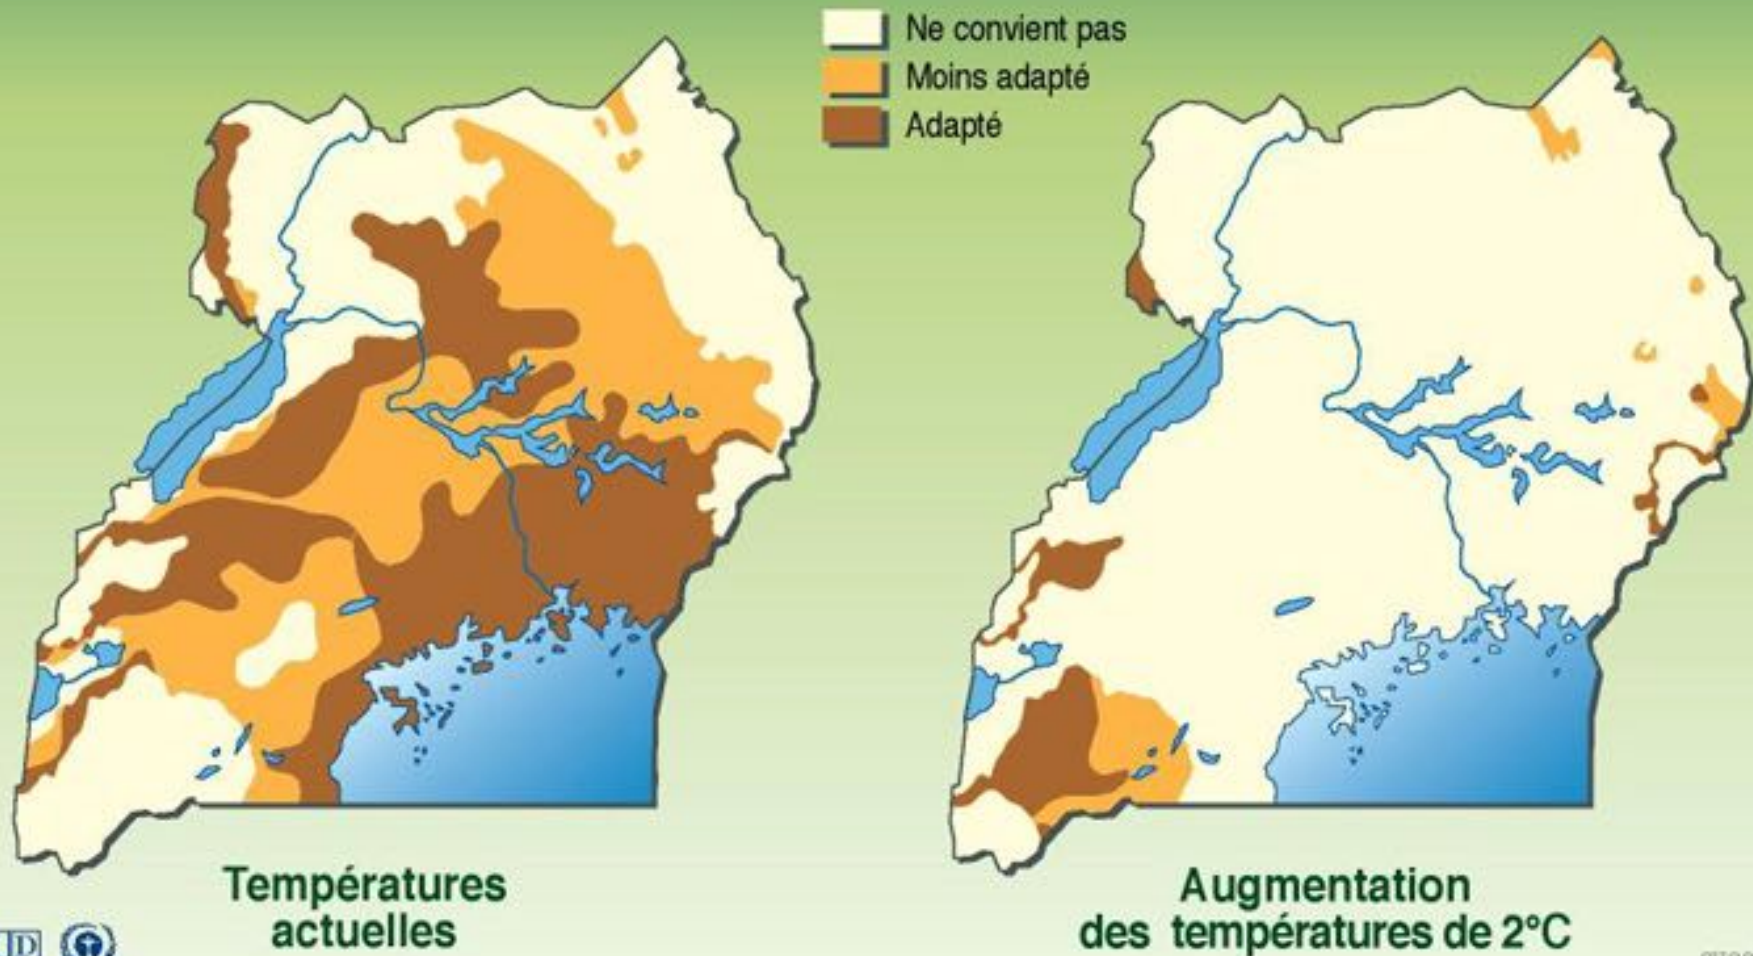 Ne convient pas
Moins adapté
Adapté
Températures
actuelles
Augmentation
des températures de 2°C